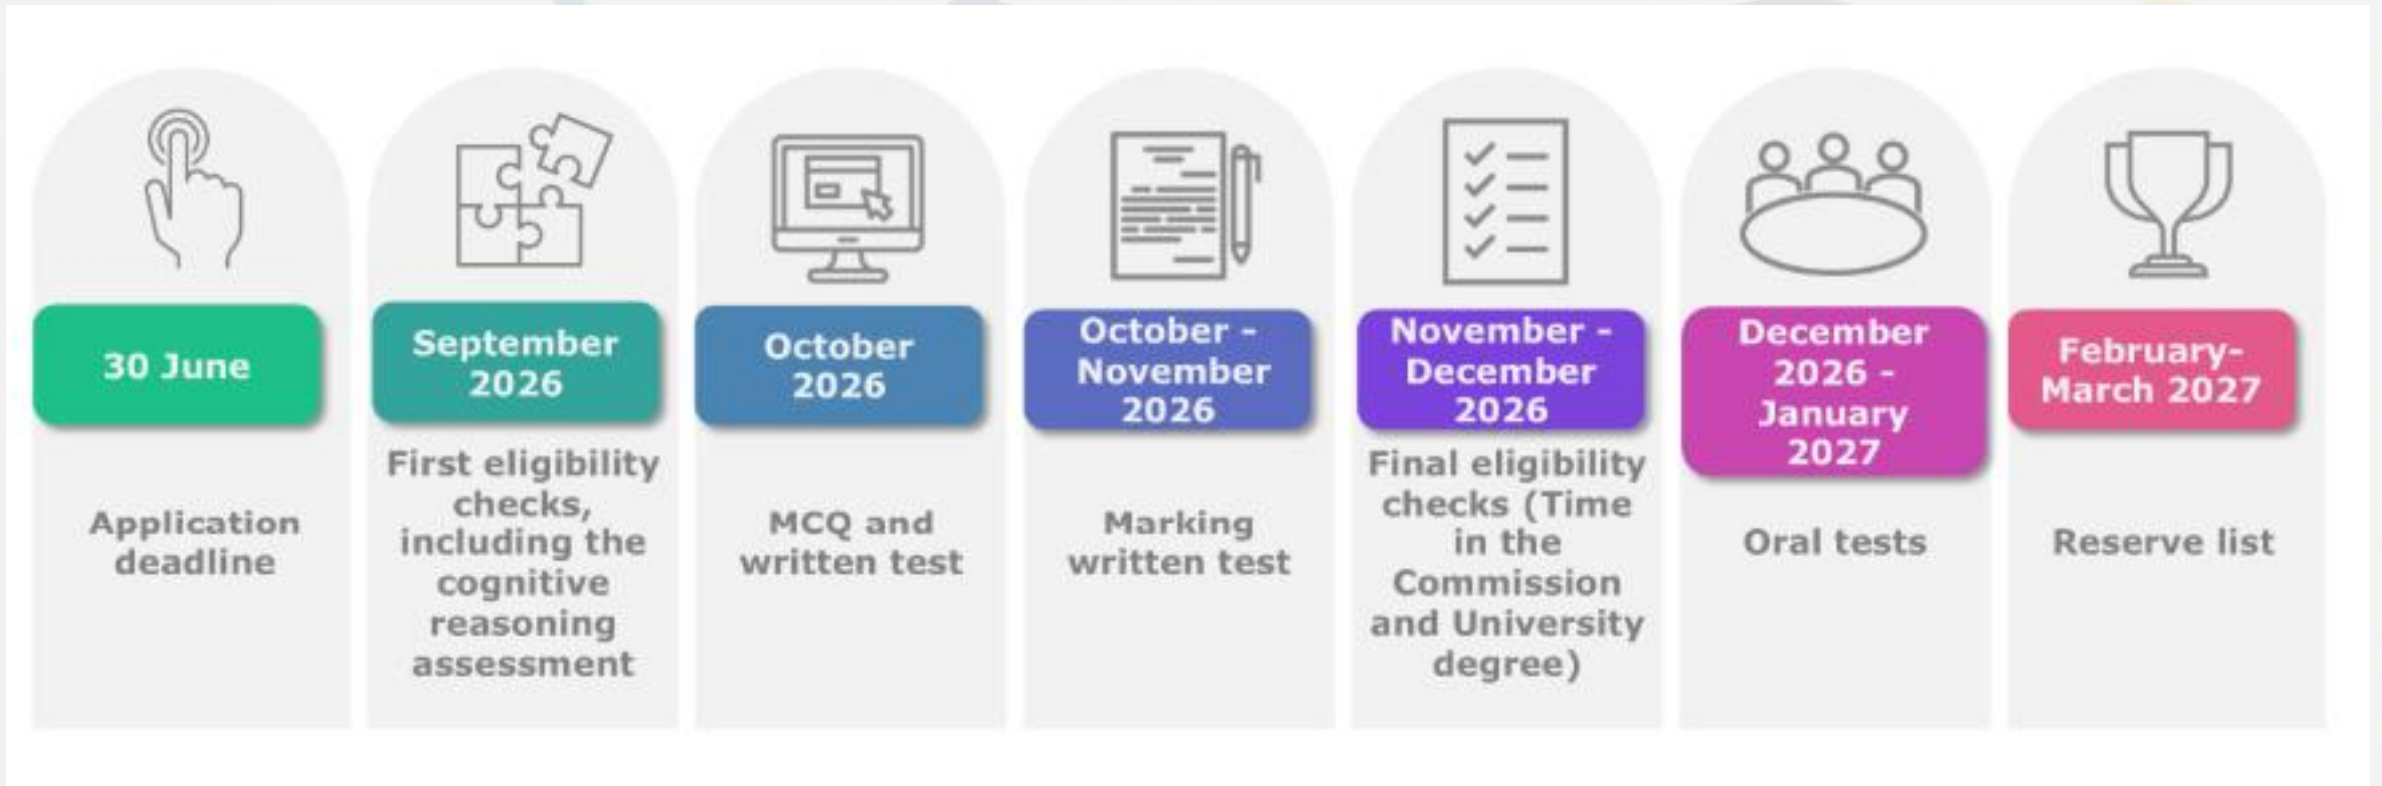 30 June
Application
deadline
September
2026
First eligibility
checks,
including the
cognitive
reasoning
assessment
October
2026
MCQ and
written test
October -
November
2026
Marking
written test
November -
December
2026
Final eligibility
checks (Time
in the
Commission
and University
degree)
December
2026 -
January
2027
Oral tests
February-
March 2027
Reserve list